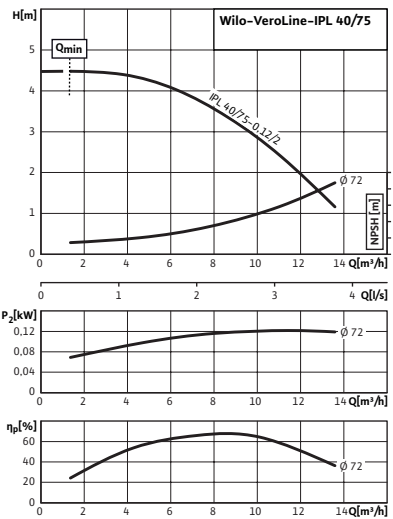 H[m]
Wilo-VeroLine-IPL 40/75
5
Qmin
4
IPL 40/75-0,12/2
3
2
Ø 72
1
NPSH [m]
0
0 2 4 6 8 10 12 14 Q[m³/h]
0 1 2 3 4 Q[l/s]
P2[kW]
0,12
Ø 72
0,08
0,04
0
0 2 4 6 8 10 12 14 Q[m³/h]
ηp[%]
60
40
Ø 72
20
0
0 2 4 6 8 10 12 14 Q[m³/h]